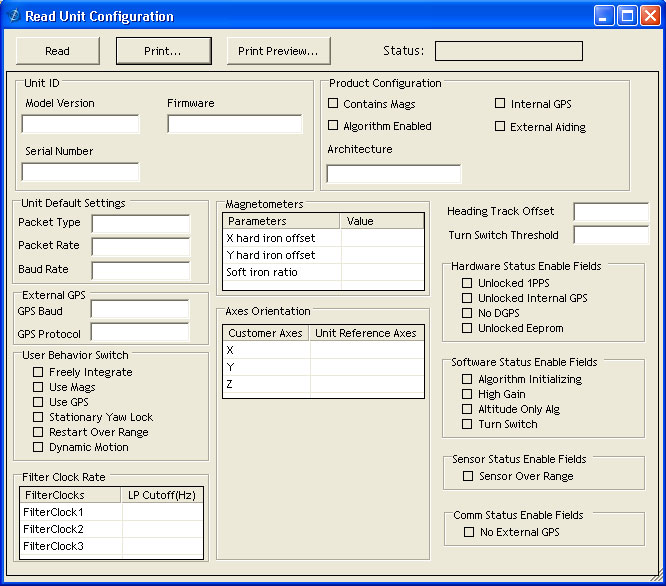 Read Unit Configuration
Read
Print...
Print Preview...
Status:
Unit ID
Model Version
Firmware
Serial Number
Product Configuration
Contains Mags
Internal GPS
Algorithm Enabled
External Aiding
Architecture
Unit Default Settings
Packet Type
Packet Rate
Baud Rate
External GPS
GPS Baud
GPS Protocol
User Behavior Switch
Freely Integrate
Use Mags
Use GPS
Stationary Yaw Lock
Restart Over Range
Dynamic Motion
Filter Clock Rate
FilterClocks LP Cutoff(Hz)
FilterClock1
FilterClock2
FilterClock3
Magnetometers
Parameters Value
X hard iron offset
Y hard iron offset
Soft iron ratio
Axes Orientation
Customer Axes Unit Reference Axes
X
Y
Z
Heading Track Offset
Turn Switch Threshold
Hardware Status Enable Fields
Unlocked 1PPS
Unlocked Internal GPS
No DGPS
Unlocked Eeprom
Software Status Enable Fields
Algorithm Initializing
High Gain
Altitude Only Alg
Turn Switch
Sensor Status Enable Fields
Sensor Over Range
Comm Status Enable Fields
No External GPS